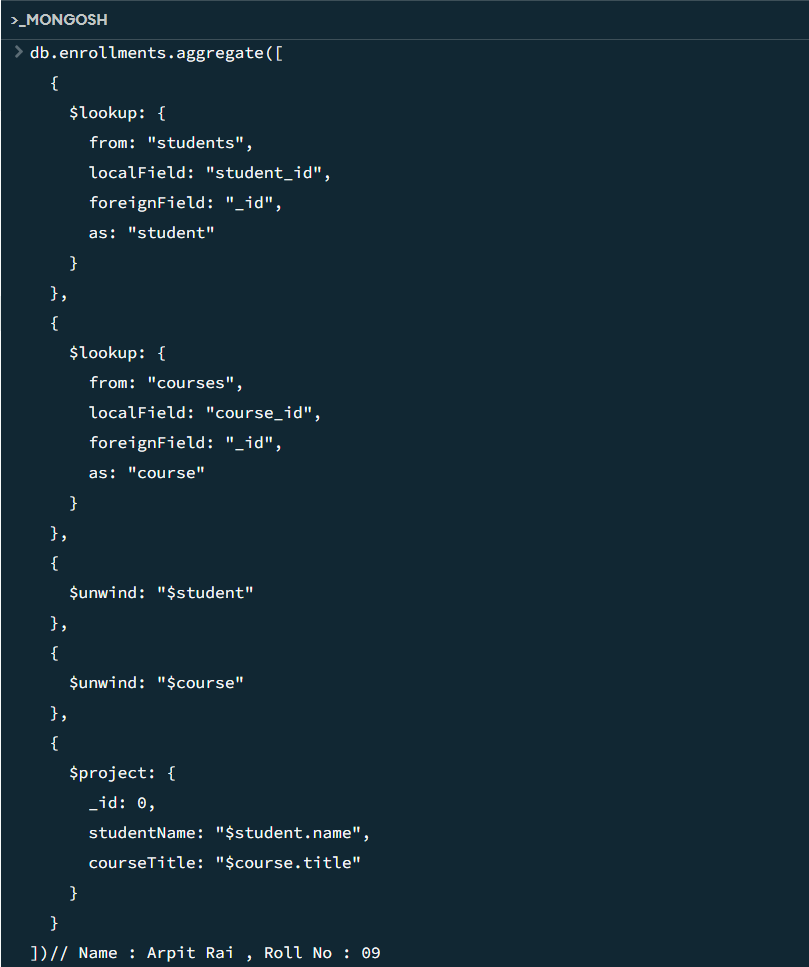 >_MONGOSH
> db.enrollments.aggregate([
{
$lookup: {
from: "students",
localField: "student_id",
foreignField: "_id",
as: "student"
}
},
{
$lookup: {
from: "courses",
localField: "course_id",
foreignField: "_id",
as: "course"
}
},
{
$unwind: "$student"
},
{
$unwind: "$course"
},
{
$project: {
_id: 0,
studentName: "$student.name",
courseTitle: "$course.title"
}
}
])// Name : Arpit Rai , Roll No : 09